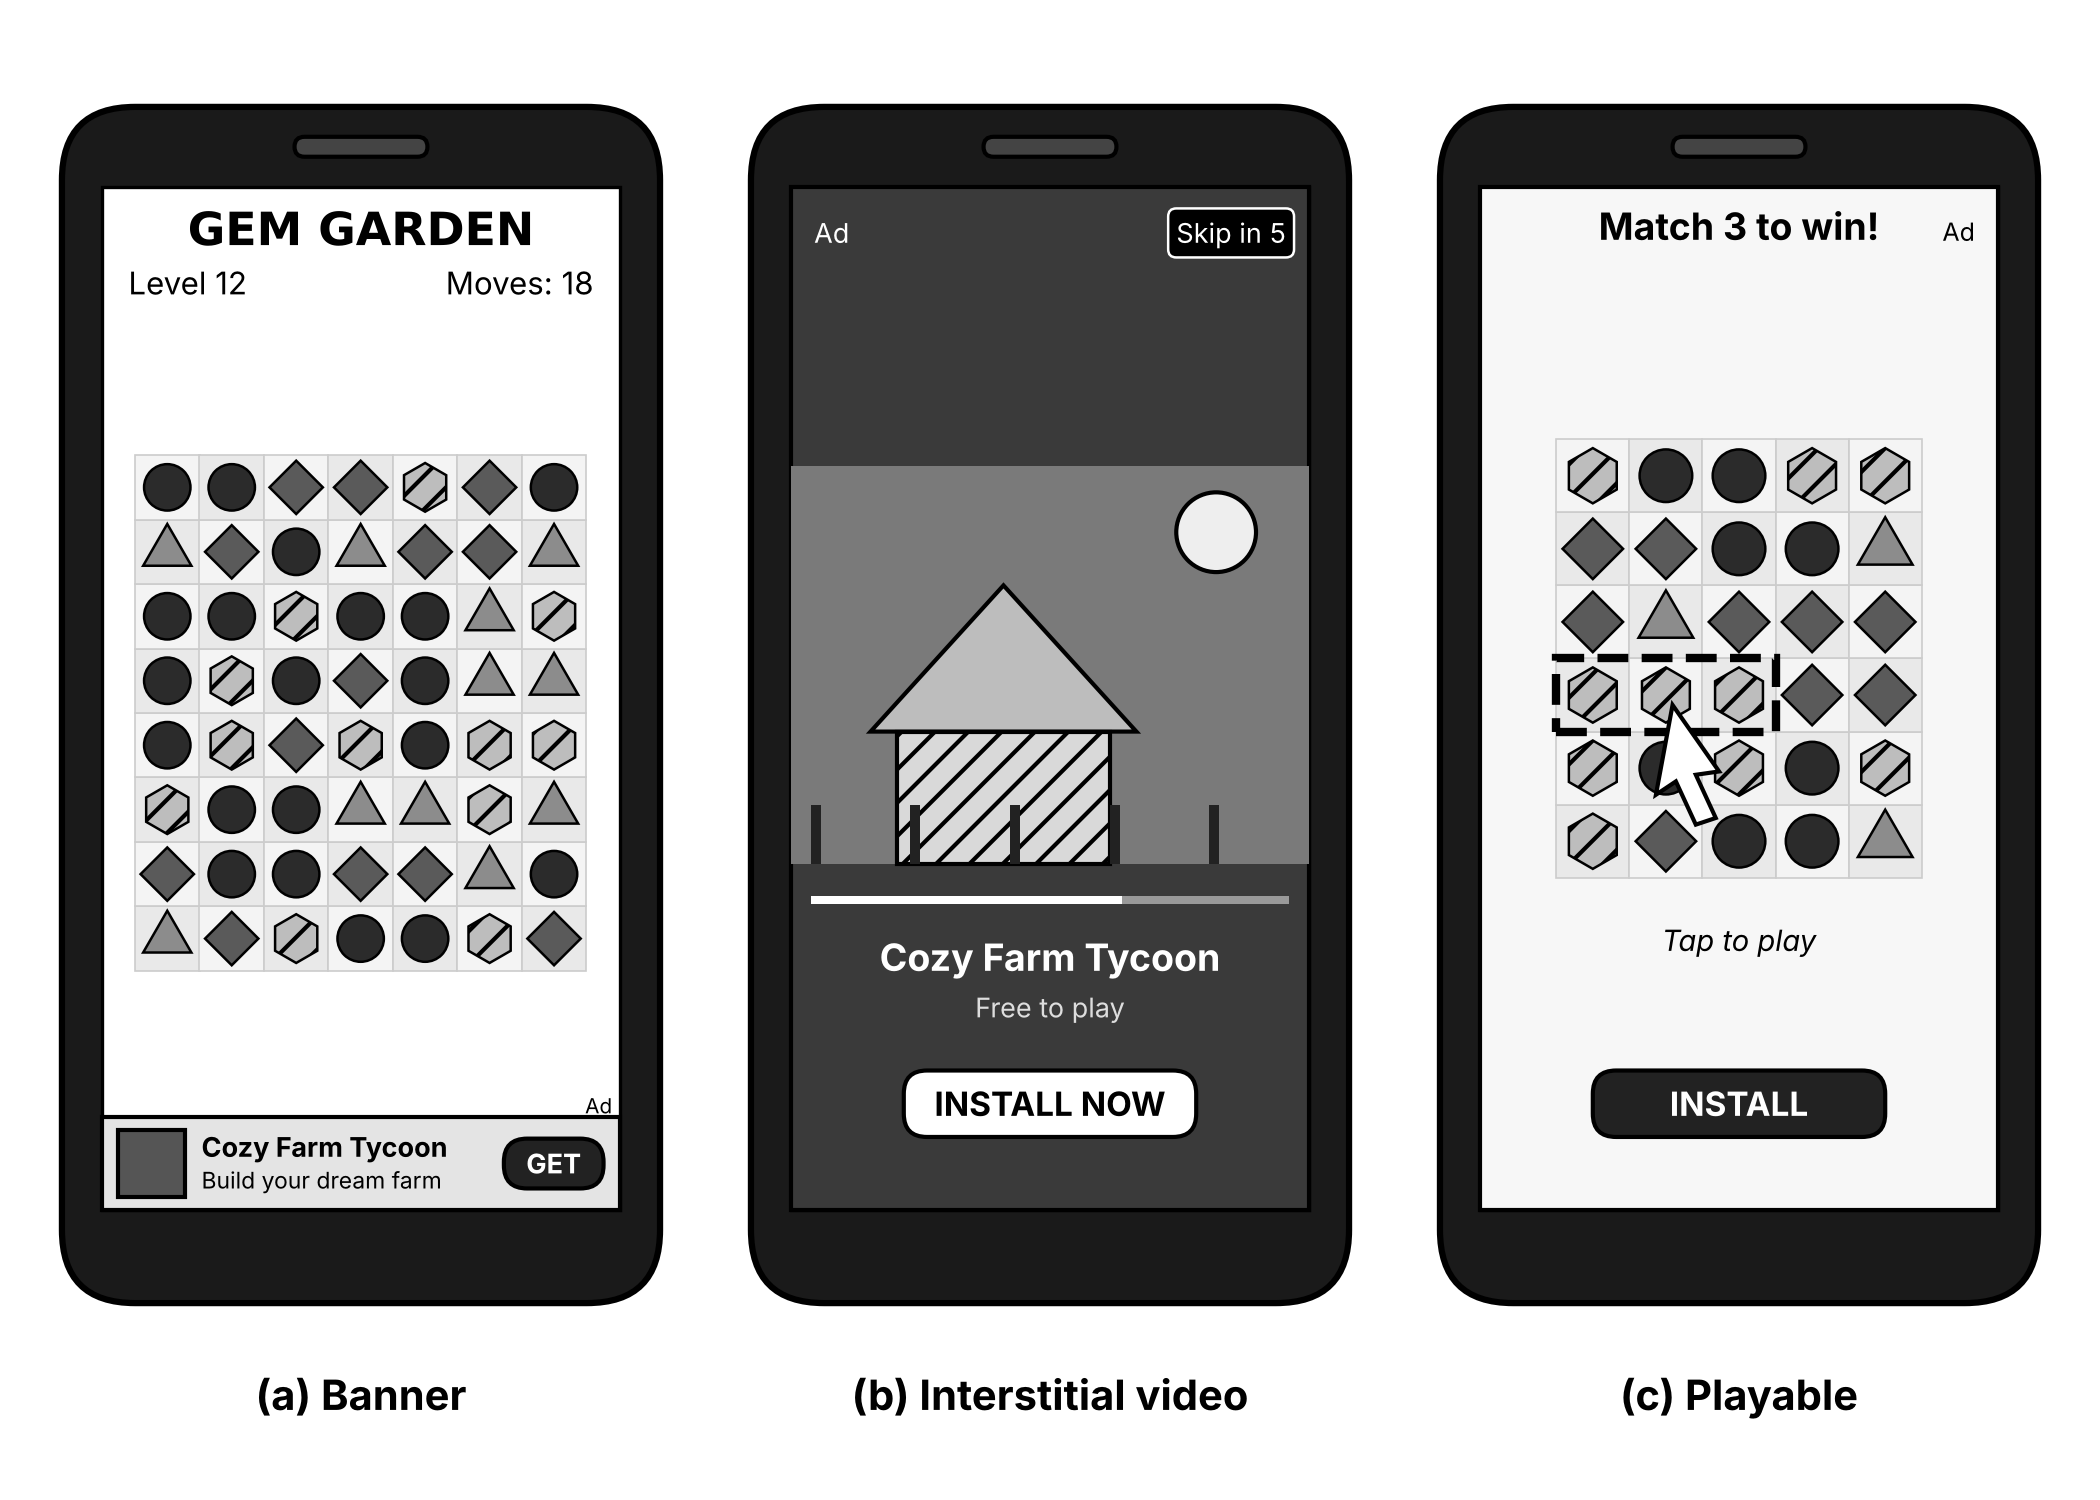 GEM GARDEN
Level 12 Moves: 18
Ad
Cozy Farm Tycoon
Build your dream farm
GET
(a) Banner
Ad
Skip in 5
Cozy Farm Tycoon
Free to play
INSTALL NOW
(b) Interstitial video
Match 3 to win!
Ad
Tap to play
INSTALL
(c) Playable